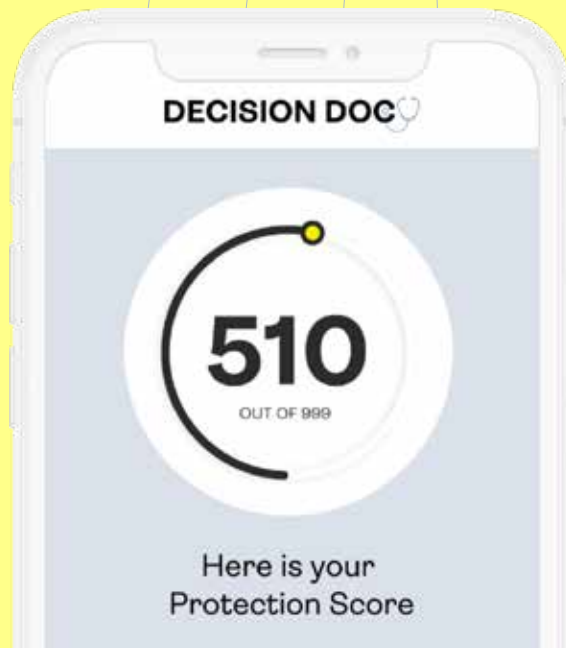 DECISION DOC
510
OUT OF 999
Here is your
Protection Score